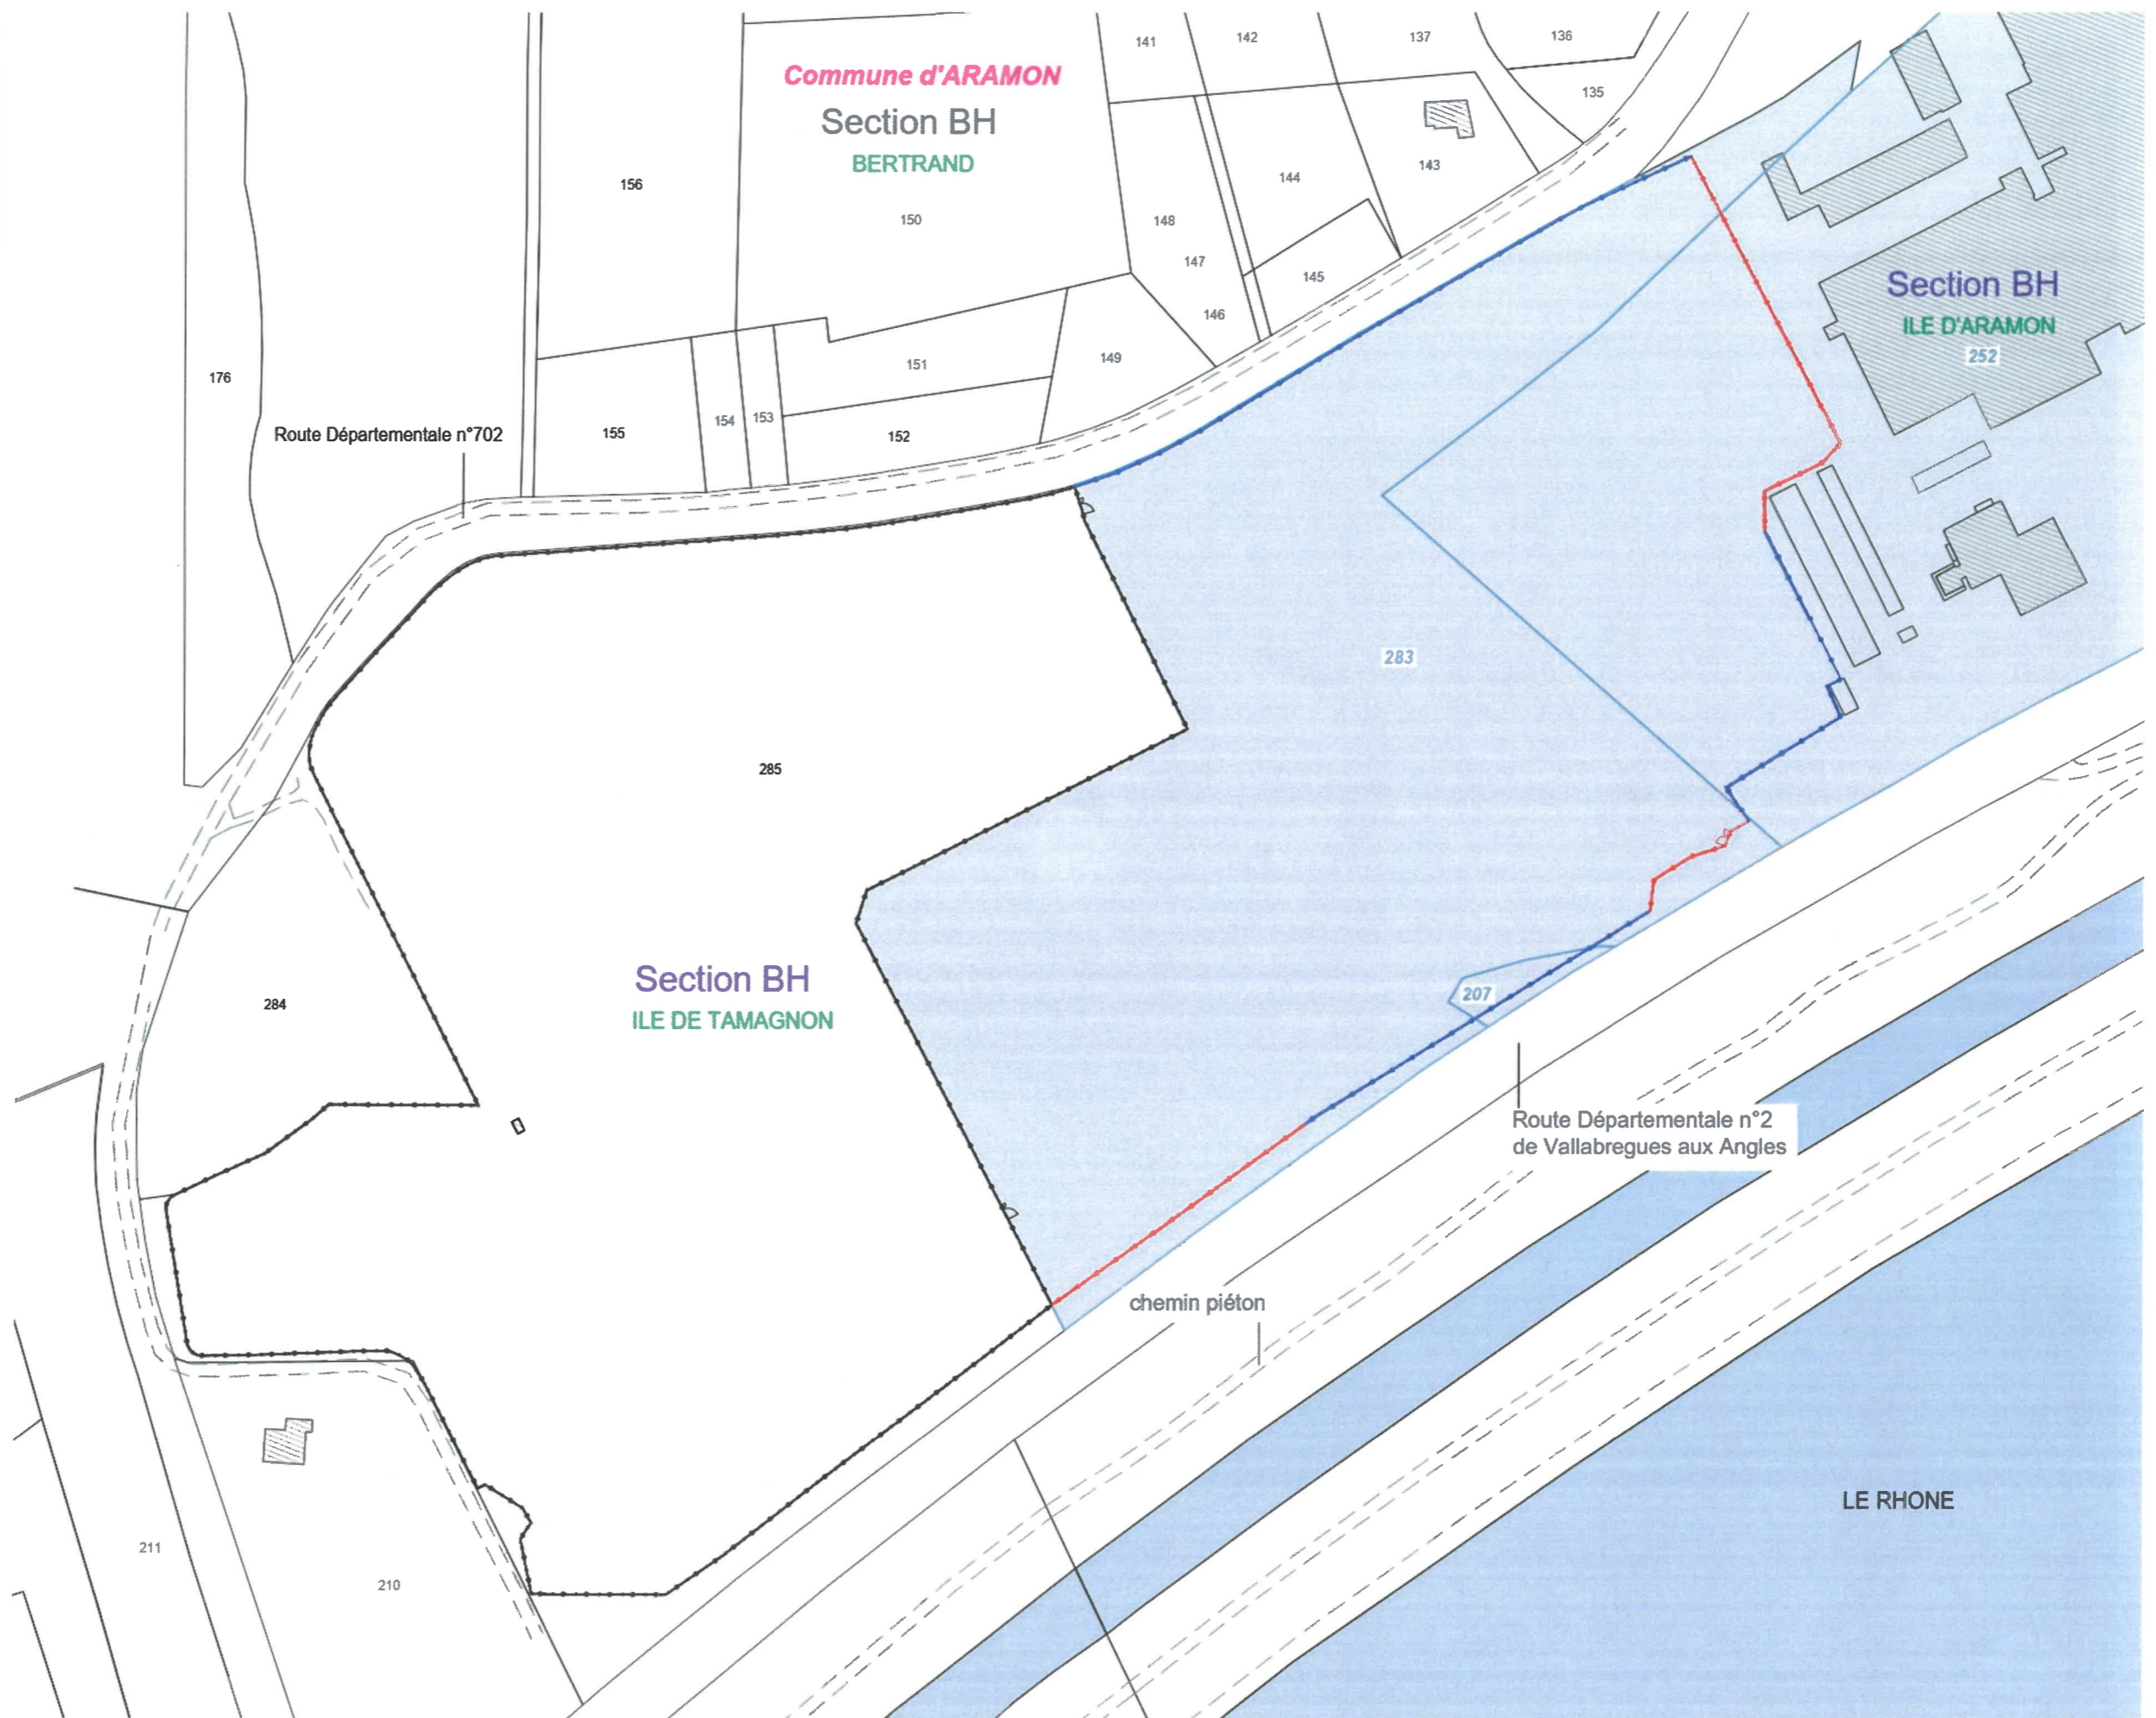 141
142
137
136
Commune d'ARAMON
Section BH
BERTRAND
135
143
144
156
150
148
147
145
146
Section BH
ILE D'ARAMON
252
176
151
149
154
153
Route Départementale n°702
155
152
283
285
Section BH
ILE DE TAMAGNON
284
207
Route Départementale n°2
de Vallabregues aux Angles
chemin piéton
LE RHONE
211
210